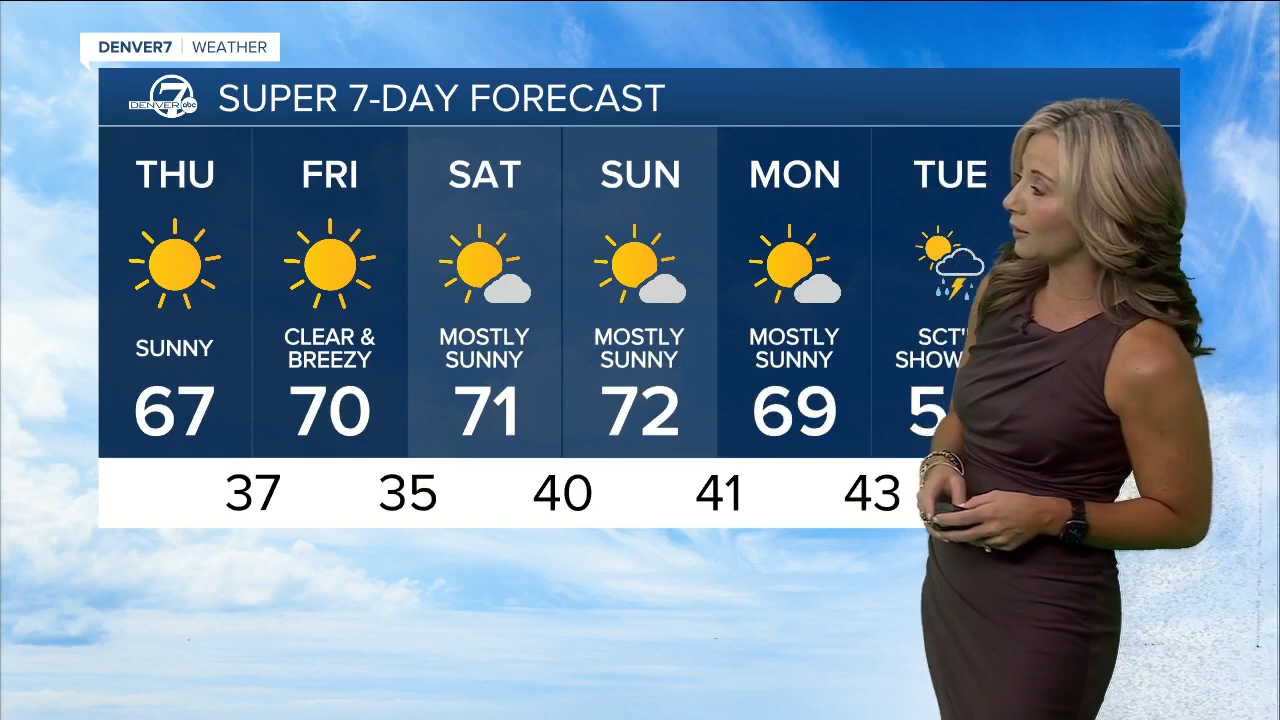 DENVER7 | WEATHER
DENVER 7 abc SUPER 7-DAY FORECAST
THU FRI SAT SUN MON TUE
SUNNY
CLEAR &
BREEZY
MOSTLY
SUNNY
MOSTLY
SUNNY
MOSTLY
SUNNY
67 70 71 72 69
37 35 40 41 43